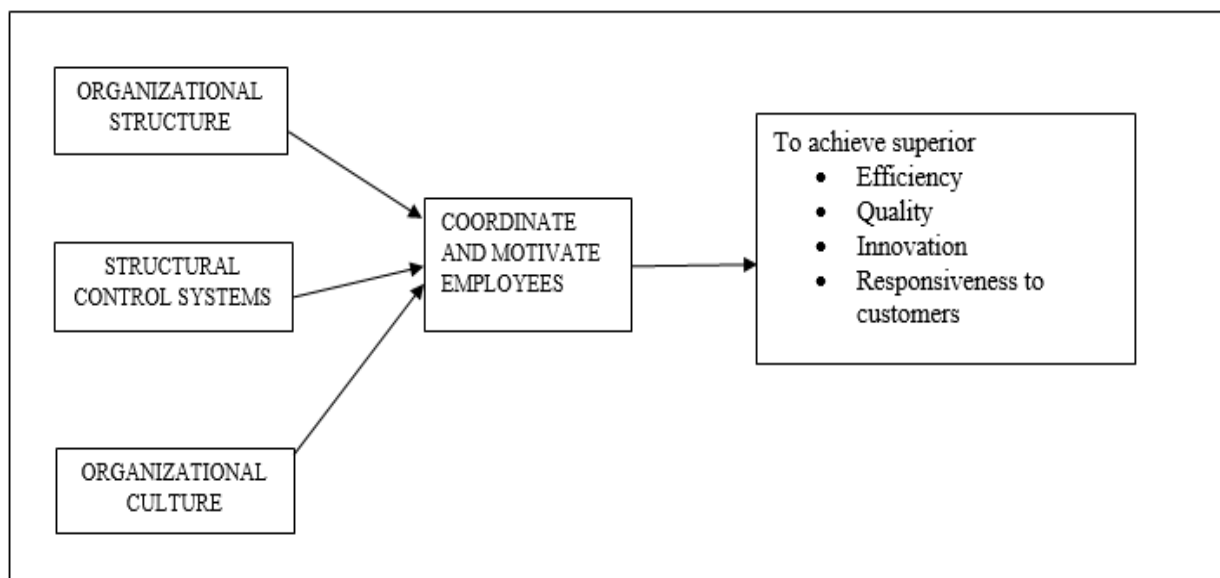 ORGANIZATIONAL
STRUCTURE
STRUCTURAL
CONTROL SYSTEMS
ORGANIZATIONAL
CULTURE
COORDINATE
AND MOTIVATE
EMPLOYEES
To achieve superior
• Efficiency
• Quality
• Innovation
• Responsiveness to
customers